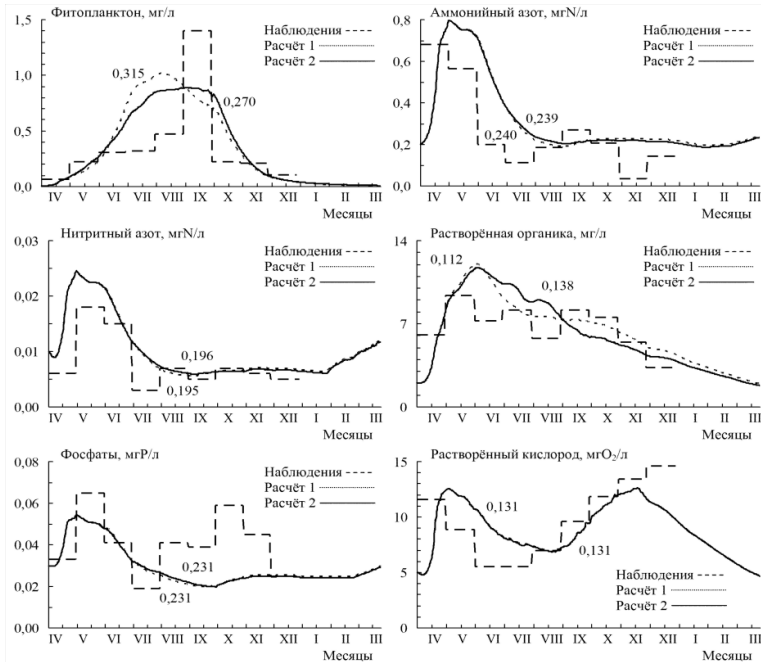 Фитопланктон, мг/л
Наблюдения
Расчёт 1
Расчёт 2
1,5
1,0
0,5
0,0
0,315
0,270
IV V VI VII VIII IX X XI XII I II III
Месяцы
Аммонийный азот, мгN/л
Наблюдения
Расчёт 1
Расчёт 2
0,8
0,6
0,4
0,2
0,0
0,240
0,239
IV V VI VII VIII IX X XI XII I II III
Месяцы
Нитритный азот, мгN/л
Наблюдения
Расчёт 1
Расчёт 2
0,03
0,02
0,01
0,00
0,196
0,195
IV V VI VII VIII IX X XI XII I II III
Месяцы
Растворённая органика, мг/л
Наблюдения
Расчёт 1
Расчёт 2
14
7
0
0,112
0,138
IV V VI VII VIII IX X XI XII I II III
Месяцы
Фосфаты, мгP/л
Наблюдения
Расчёт 1
Расчёт 2
0,08
0,06
0,04
0,02
0,00
0,231
0,231
IV V VI VII VIII IX X XI XII I II III
Месяцы
Растворённый кислород, мгO₂/л
15
10
5
0
0,131
0,131
Наблюдения
Расчёт 1
Расчёт 2
IV V VI VII VIII IX X XI XII I II III
Месяцы